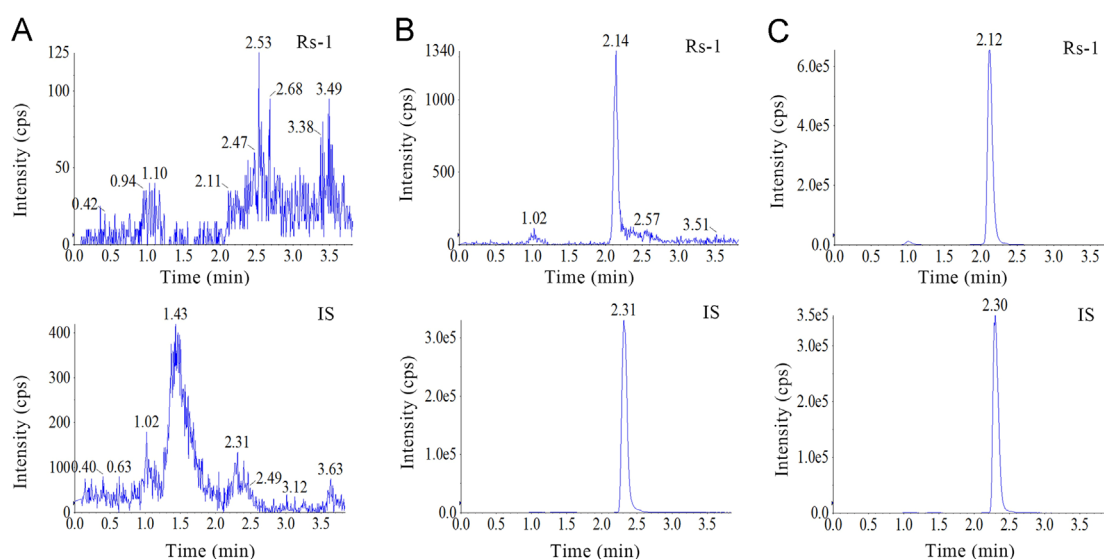 A
Rs-1
125
100
75
50
25
0
Intensity (cps)
0.42
0.94
1.10
2.11
2.47
2.53
2.68
3.38
3.49
0.0 0.5 1.0 1.5 2.0 2.5 3.0 3.5
Time (min)
B
Rs-1
1340
1000
500
0
Intensity (cps)
1.02
2.14
2.57
3.51
0.0 0.5 1.0 1.5 2.0 2.5 3.0 3.5
Time (min)
C
Rs-1
6.0e5
4.0e5
2.0e5
0.0
Intensity (cps)
2.12
0.0 0.5 1.0 1.5 2.0 2.5 3.0 3.5
Time (min)
IS
400
300
200
100
0
Intensity (cps)
0.40
0.63
1.02
1.43
2.31
2.49
3.12
3.63
0.0 0.5 1.0 1.5 2.0 2.5 3.0 3.5
Time (min)
IS
3.0e5
2.0e5
1.0e5
0.0
Intensity (cps)
2.31
0.0 0.5 1.0 1.5 2.0 2.5 3.0 3.5
Time (min)
IS
3.5e5
3.0e5
2.0e5
1.0e5
0.0
Intensity (cps)
2.30
0.0 0.5 1.0 1.5 2.0 2.5 3.0 3.5
Time (min)